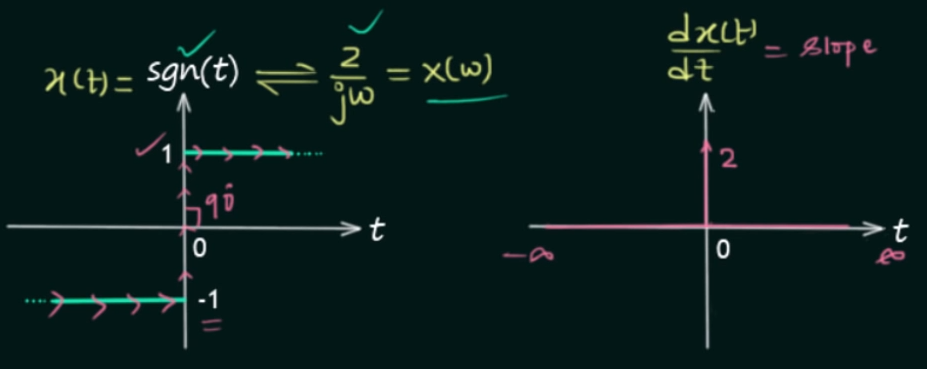 x(t) = sgn(t) ⇌ 2/jω = X(ω)
1
90°
t
0
-1
dx(t)/dt = slope
2
t
-∞
0
∞